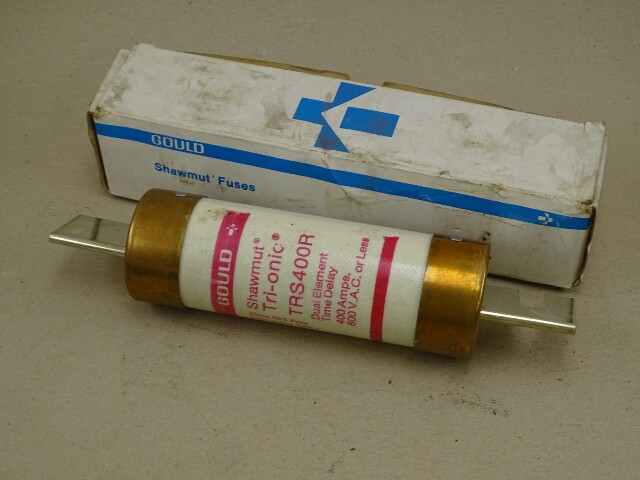 GOULD
Shawmut® Fuses
GOULD
Shawmut®
Tri-onic®
TRS400R
Dual Element
Time Delay
400 Amps.
600 V.A.C. or Less